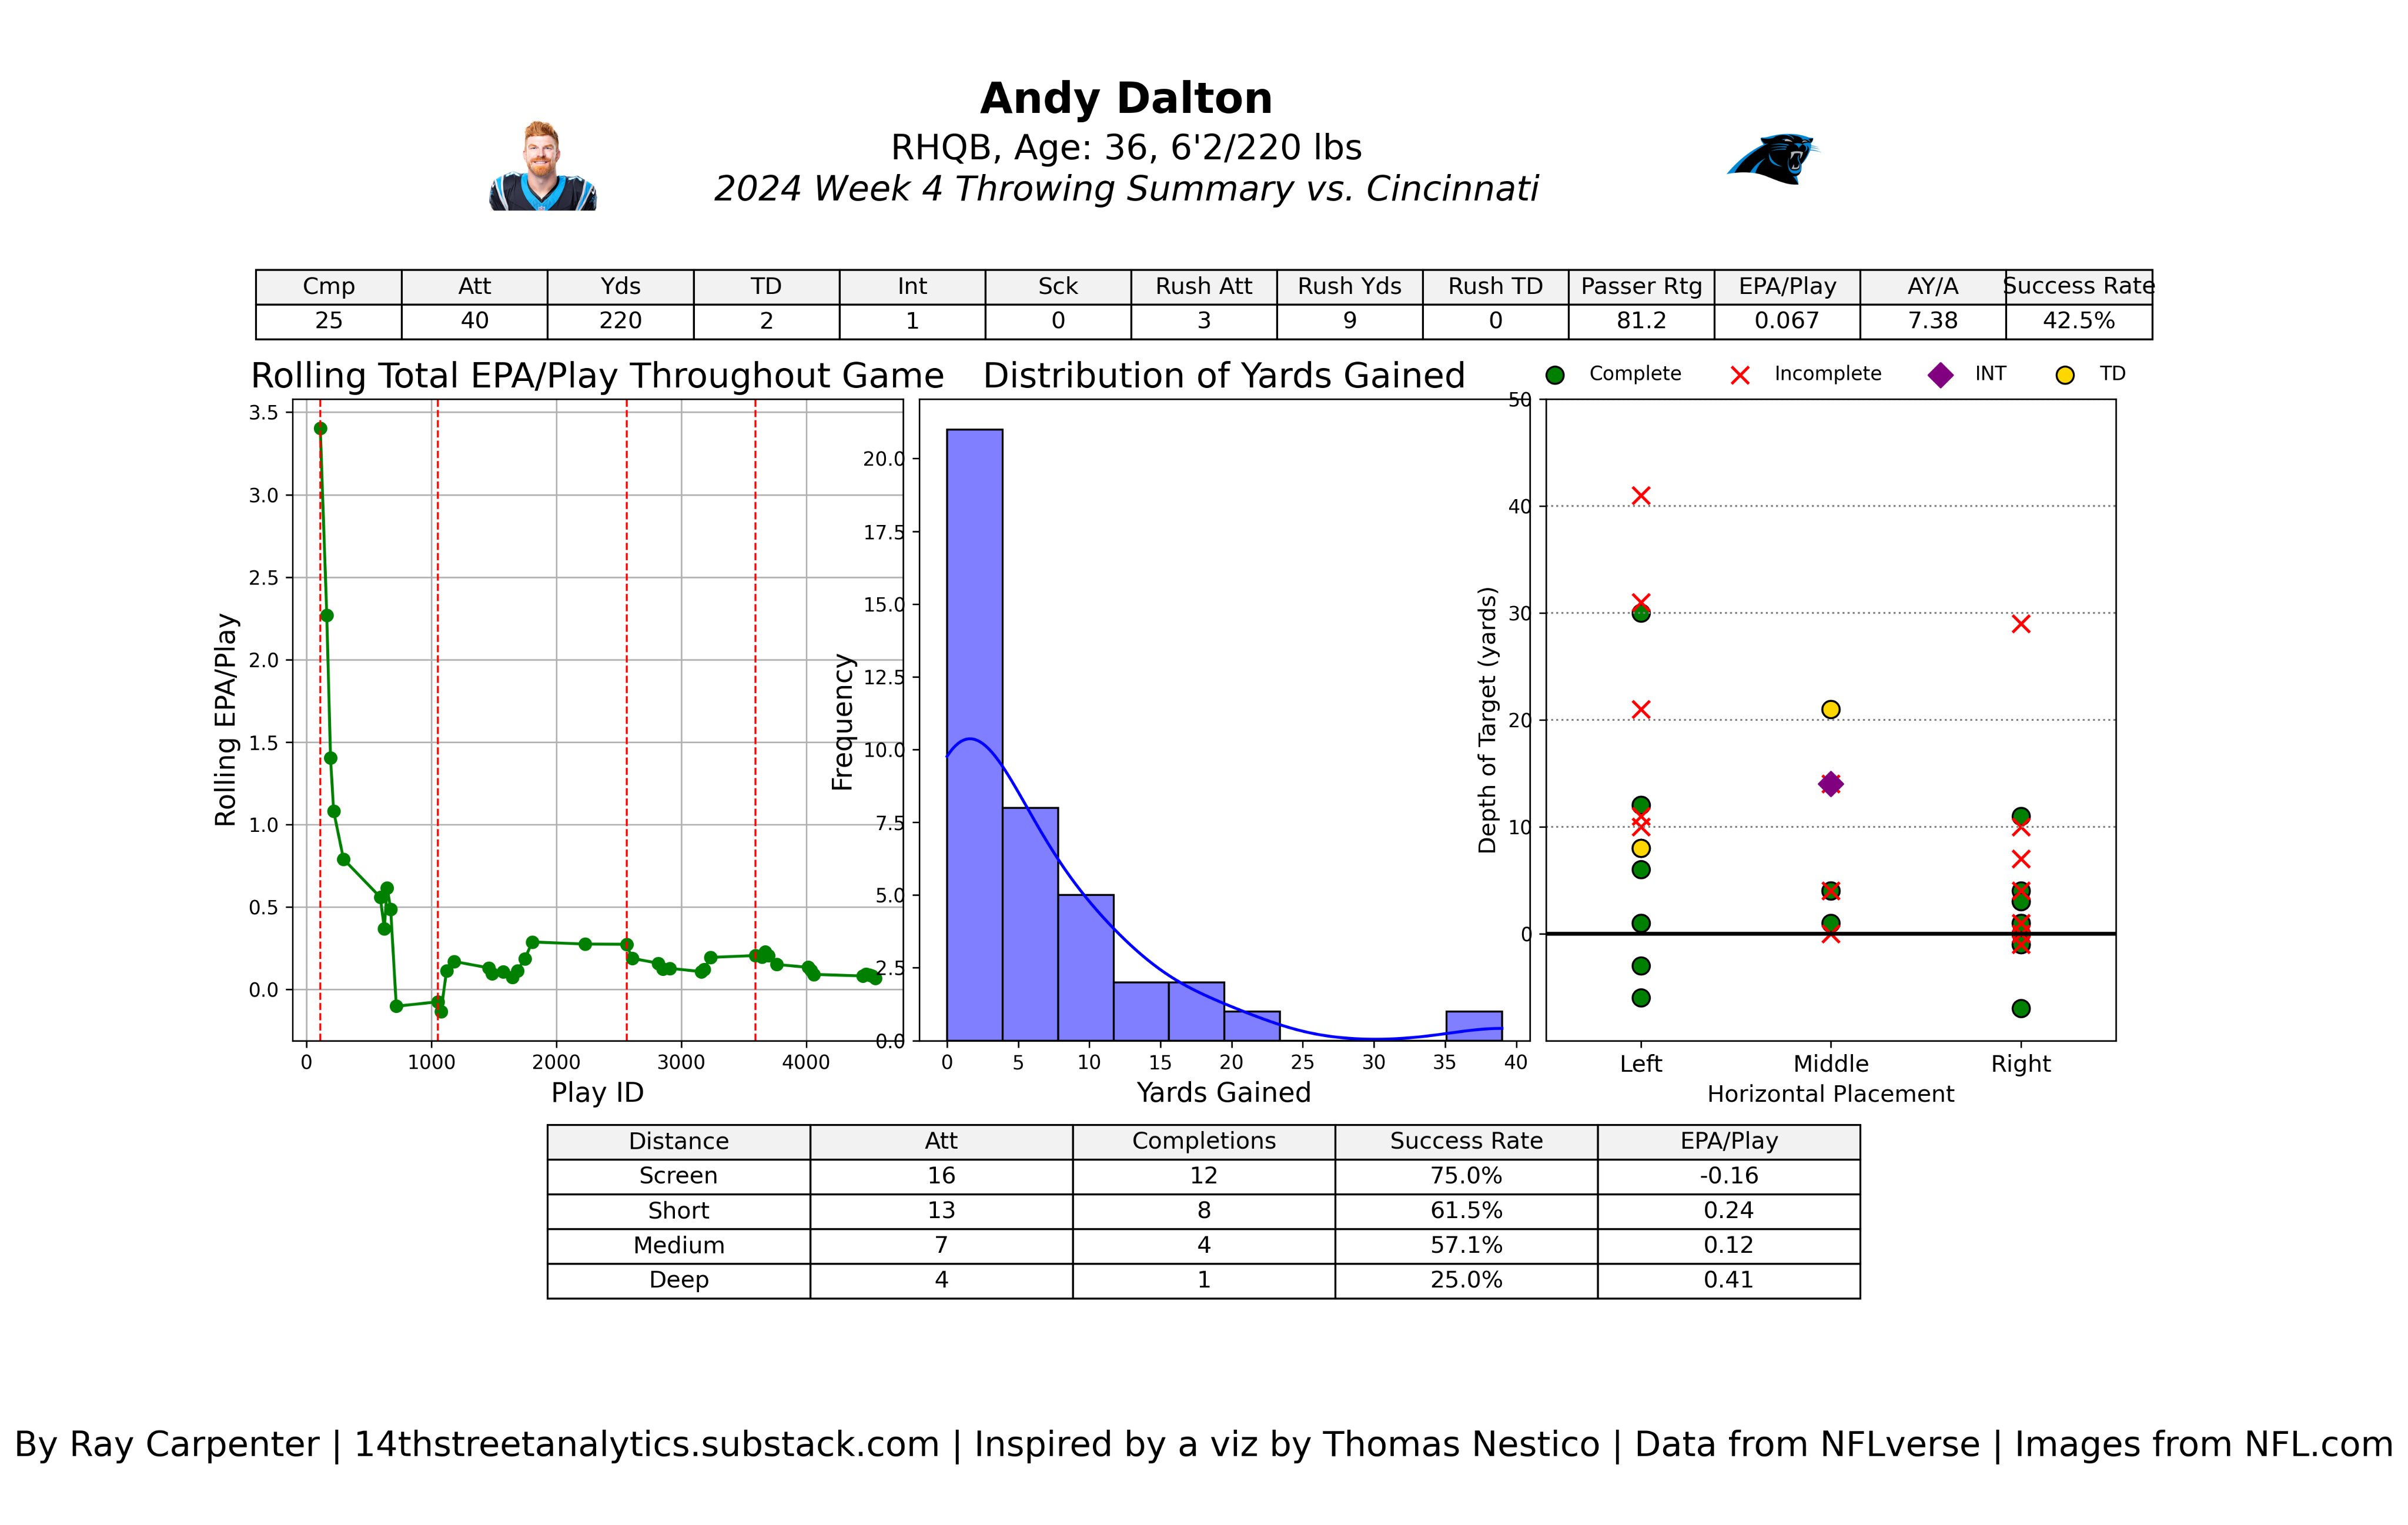 Andy Dalton
RHQB, Age: 36, 6'2/220 lbs
2024 Week 4 Throwing Summary vs. Cincinnati
Cmp Att Yds TD Int Sck Rush Att Rush Yds Rush TD Passer Rtg EPA/Play AY/A Success Rate
25 40 220 2 1 0 3 9 0 81.2 0.067 7.38 42.5%
Rolling Total EPA/Play Throughout Game
3.5
3.0
2.5
2.0
1.5
1.0
0.5
0.0
Rolling EPA/Play
0 1000 2000 3000 4000
Play ID
Distribution of Yards Gained
20.0
17.5
15.0
12.5
10.0
7.5
5.0
2.5
0.0
Frequency
0 5 10 15 20 25 30 35 40
Yards Gained
Complete Incomplete INT TD
50
40
30
20
10
0
Depth of Target (yards)
Left Middle Right
Horizontal Placement
Distance Att Completions Success Rate EPA/Play
Screen 16 12 75.0% -0.16
Short 13 8 61.5% 0.24
Medium 7 4 57.1% 0.12
Deep 4 1 25.0% 0.41
By Ray Carpenter | 14thstreetanalytics.substack.com | Inspired by a viz by Thomas Nestico | Data from NFLverse | Images from NFL.com